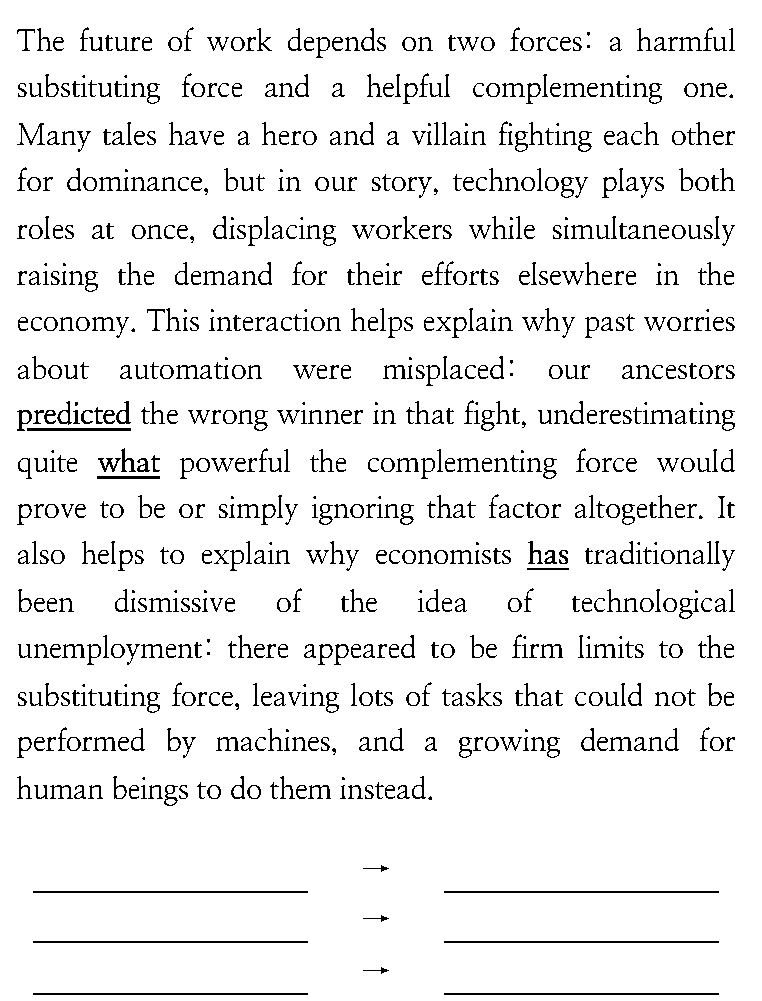 The future of work depends on two forces: a harmful
substituting force and a helpful complementing one.
Many tales have a hero and a villain fighting each other
for dominance, but in our story, technology plays both
roles at once, displacing workers while simultaneously
raising the demand for their efforts elsewhere in the
economy. This interaction helps explain why past worries
about automation were misplaced: our ancestors
predicted the wrong winner in that fight, underestimating
quite what powerful the complementing force would
prove to be or simply ignoring that factor altogether. It
also helps to explain why economists has traditionally
been dismissive of the idea of technological
unemployment: there appeared to be firm limits to the
substituting force, leaving lots of tasks that could not be
performed by machines, and a growing demand for
human beings to do them instead.
→
→
→